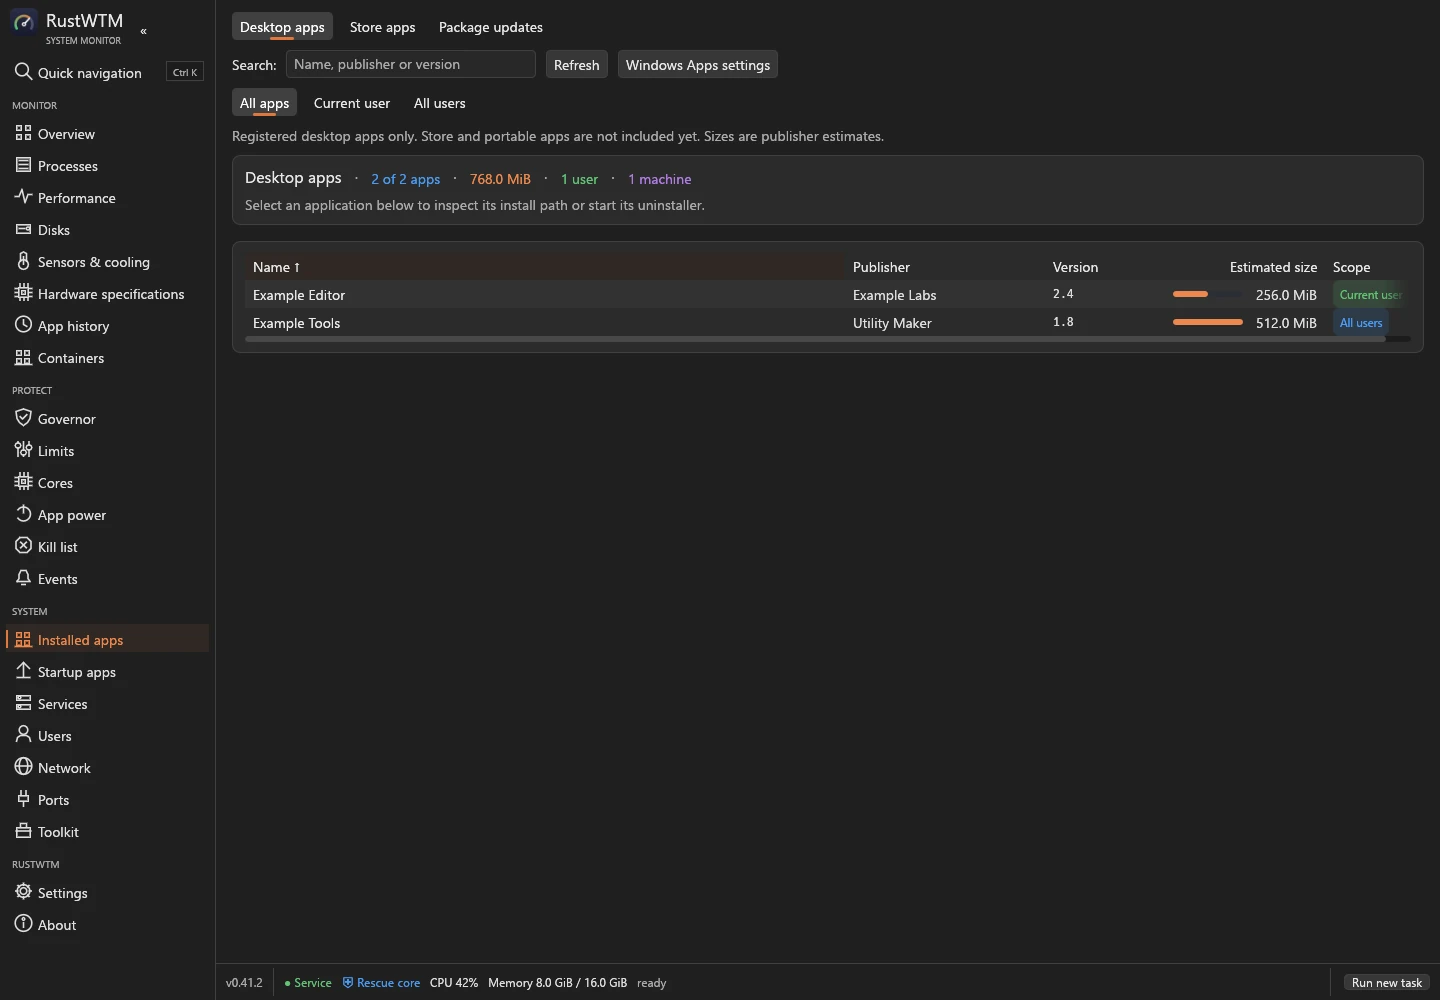 RustWTM
SYSTEM MONITOR
«
Quick navigation
Ctrl K
MONITOR
Overview
Processes
Performance
Disks
Sensors & cooling
Hardware specifications
App history
Containers
PROTECT
Governor
Limits
Cores
App power
Kill list
Events
SYSTEM
Installed apps
Startup apps
Services
Users
Network
Ports
Toolkit
RUSTWTM
Settings
About
Desktop apps Store apps Package updates
Search: Name, publisher or version Refresh Windows Apps settings
All apps Current user All users
Registered desktop apps only. Store and portable apps are not included yet. Sizes are publisher estimates.
Desktop apps · 2 of 2 apps · 768.0 MiB · 1 user · 1 machine
Select an application below to inspect its install path or start its uninstaller.
Name ↑ Publisher Version Estimated size Scope
Example Editor Example Labs 2.4 256.0 MiB Current user
Example Tools Utility Maker 1.8 512.0 MiB All users
v0.41.2 ● Service Rescue core CPU 42% Memory 8.0 GiB / 16.0 GiB ready Run new task